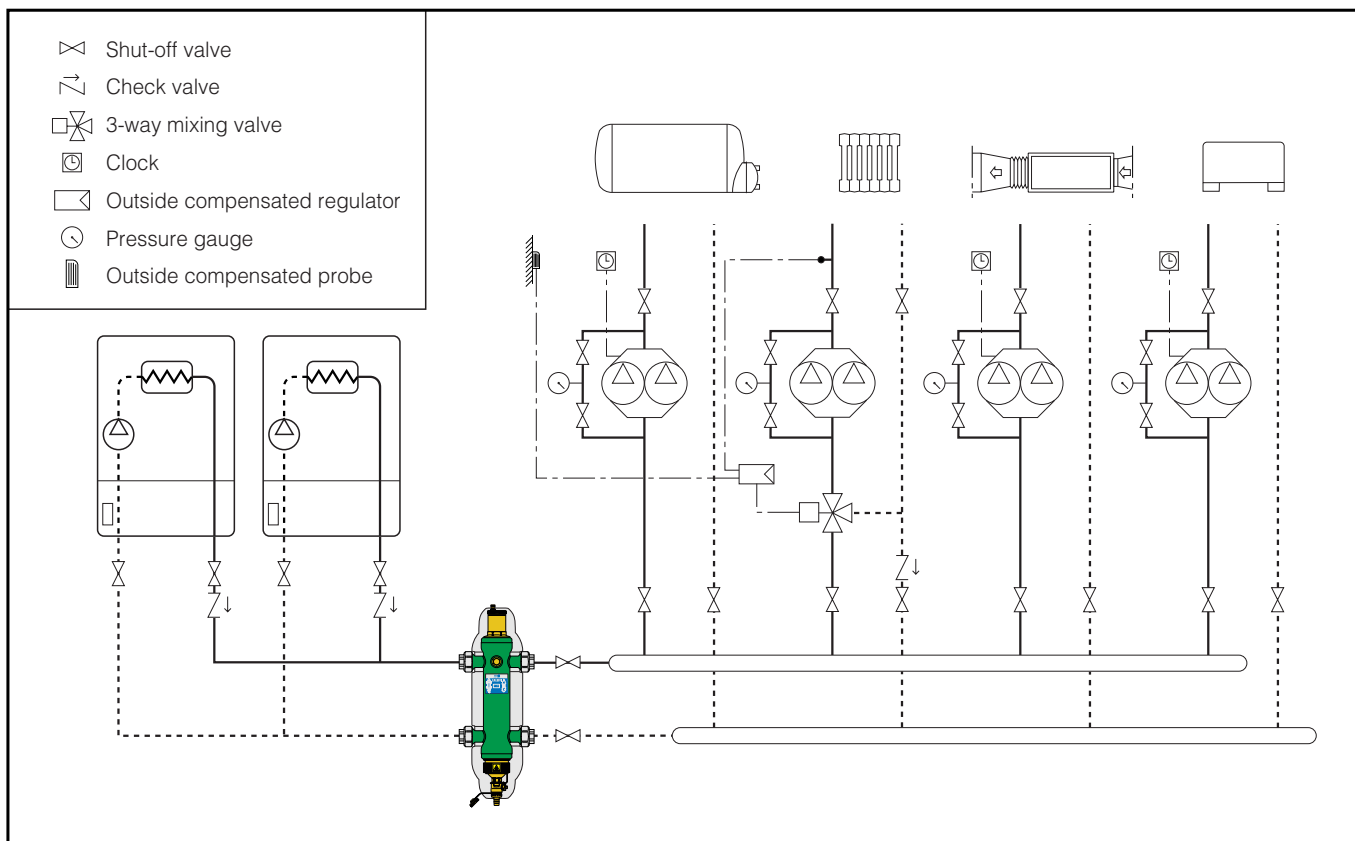 Shut-off valve
Check valve
3-way mixing valve
Clock
Outside compensated regulator
Pressure gauge
Outside compensated probe